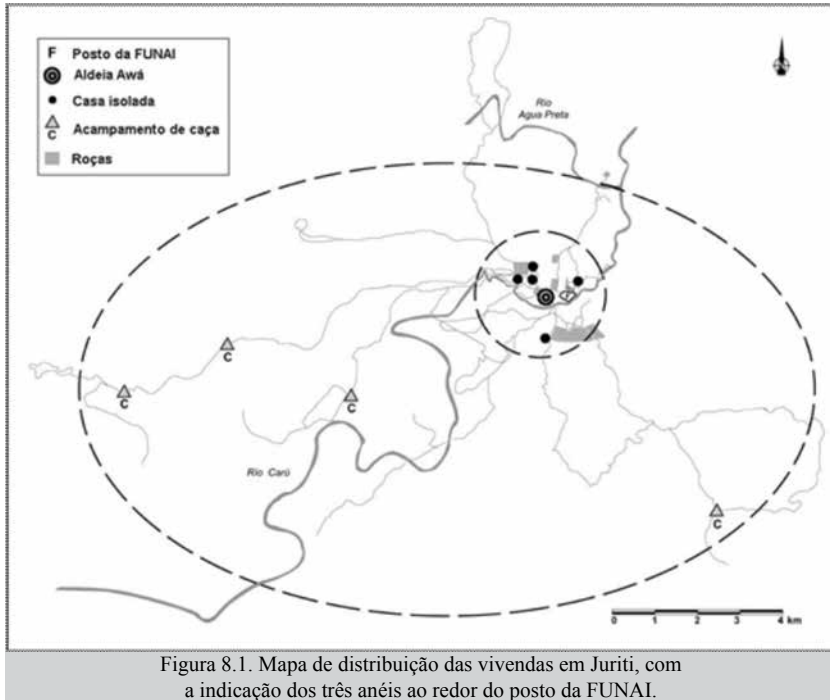 F Posto da FUNAI
Aldeia Awá
Casa isolada
C Acampamento de caça
Roças
N
Rio
Agua Preta
F
C
C
C
Rio Carú
C
0 1 2 3 4
km
Figura 8.1. Mapa de distribuição das vivendas em Juriti, com
a indicação dos três anéis ao redor do posto da FUNAI.